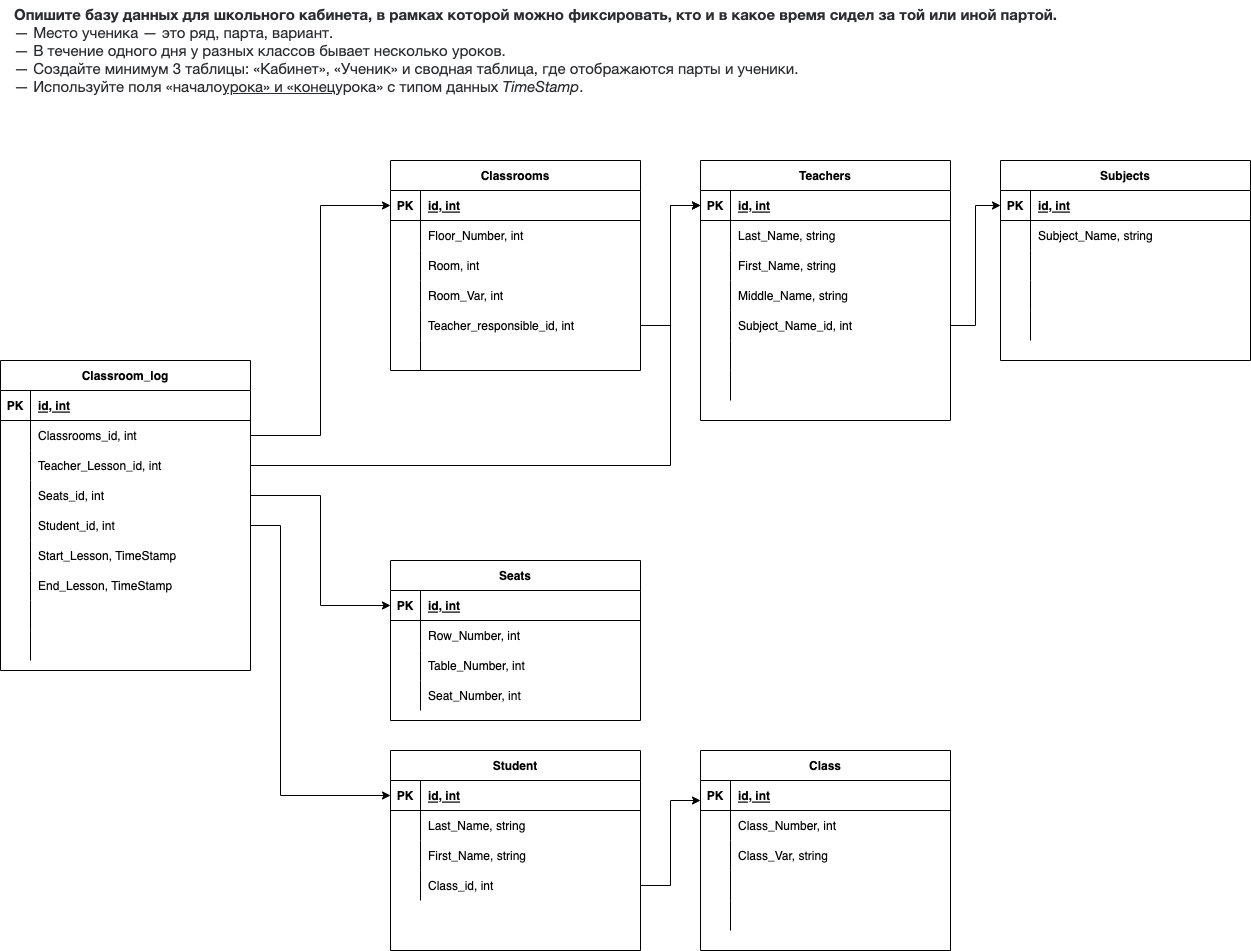 Опишите базу данных для школьного кабинета, в рамках которой можно фиксировать, кто и в какое время сидел за той или иной партой.
— Место ученика — это ряд, парта, вариант.
— В течение одного дня у разных классов бывает несколько уроков.
— Создайте минимум 3 таблицы: «Кабинет», «Ученик» и сводная таблица, где отображаются парты и ученики.
— Используйте поля «началоурока» и «конецурока» с типом данных TimeStamp.
Classrooms
PK id, int
Floor_Number, int
Room, int
Room_Var, int
Teacher_responsible_id, int
Teachers
PK id, int
Last_Name, string
First_Name, string
Middle_Name, string
Subject_Name_id, int
Subjects
PK id, int
Subject_Name, string
Classroom_log
PK id, int
Classrooms_id, int
Teacher_Lesson_id, int
Seats_id, int
Student_id, int
Start_Lesson, TimeStamp
End_Lesson, TimeStamp
Seats
PK id, int
Row_Number, int
Table_Number, int
Seat_Number, int
Student
PK id, int
Last_Name, string
First_Name, string
Class_id, int
Class
PK id, int
Class_Number, int
Class_Var, string